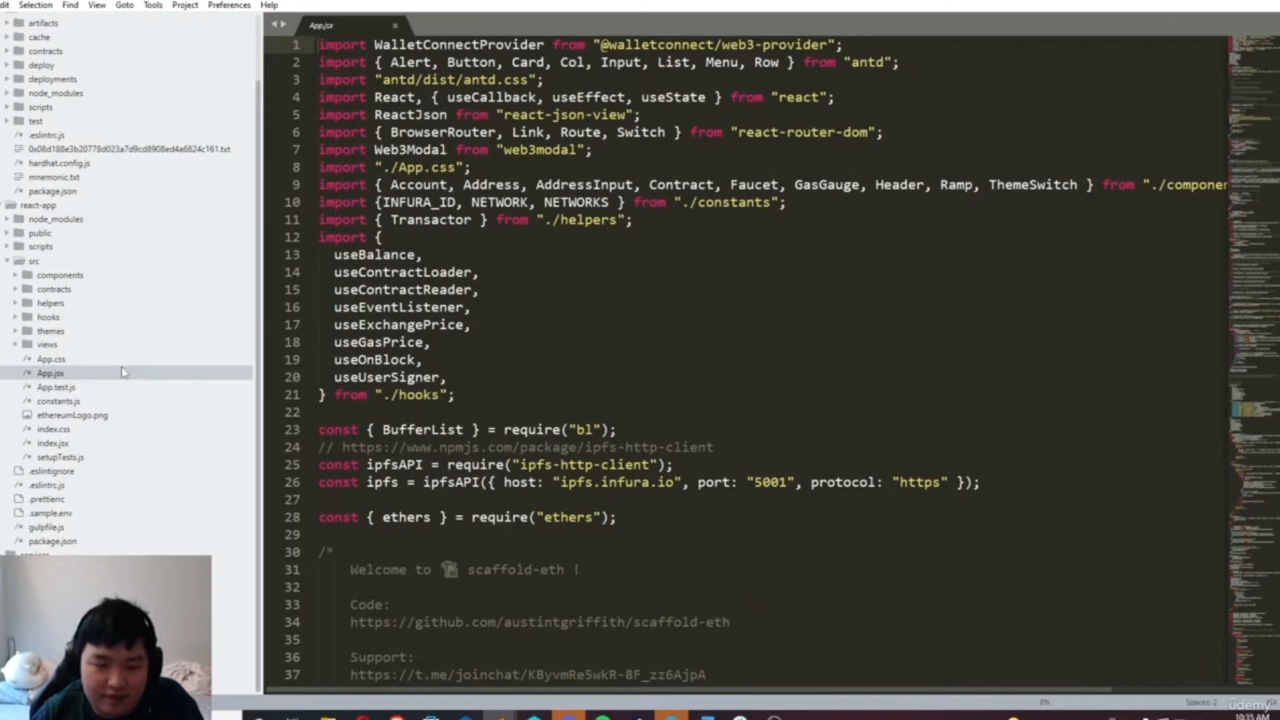 dit Selection Find View Goto Tools Project Preferences Help
artifacts
cache
contracts
deploy
deployments
node_modules
scripts
test
.eslintrc.js
0x08d188e3b20778d023a7d9cd8908ed4a6824c161.txt
hardhat.config.js
mnemonic.txt
package.json
react-app
node_modules
public
scripts
src
components
contracts
helpers
hooks
themes
views
App.css
App.jsx
App.test.js
constants.js
ethereumLogo.png
index.css
index.jsx
setupTests.js
.eslintignore
.eslintrc.js
.prettierrc
.sample.env
gulpfile.js
package.json
services
App.jsx
1 import WalletConnectProvider from "@walletconnect/web3-provider";
2 import { Alert, Button, Card, Col, Input, List, Menu, Row } from "antd";
3 import "antd/dist/antd.css";
4 import React, { useCallback, useEffect, useState } from "react";
5 import ReactJson from "react-json-view";
6 import { BrowserRouter, Link, Route, Switch } from "react-router-dom";
7 import Web3Modal from "web3modal";
8 import "./App.css";
9 import { Account, Address, AddressInput, Contract, Faucet, GasGauge, Header, Ramp, ThemeSwitch } from "./componen
10 import {INFURA_ID, NETWORK, NETWORKS } from "./constants";
11 import { Transactor } from "./helpers";
12 import {
13 useBalance,
14 useContractLoader,
15 useContractReader,
16 useEventListener,
17 useExchangePrice,
18 useGasPrice,
19 useOnBlock,
20 useUserSigner,
21 } from "./hooks";
22
23 const { BufferList } = require("bl");
24 // https://www.npmjs.com/package/ipfs-http-client
25 const ipfsAPI = require("ipfs-http-client");
26 const ipfs = ipfsAPI({ host: "ipfs.infura.io", port: "5001", protocol: "https" });
27
28 const { ethers } = require("ethers");
29
30 /*
31 Welcome to 🏗 scaffold-eth !
32
33 Code:
34 https://github.com/austintgriffith/scaffold-eth
35
36 Support:
37 https://t.me/joinchat/KByvmRe5wkR-8F_zz6AjpA
8% Spaces: 2
udemy
10:35 AM